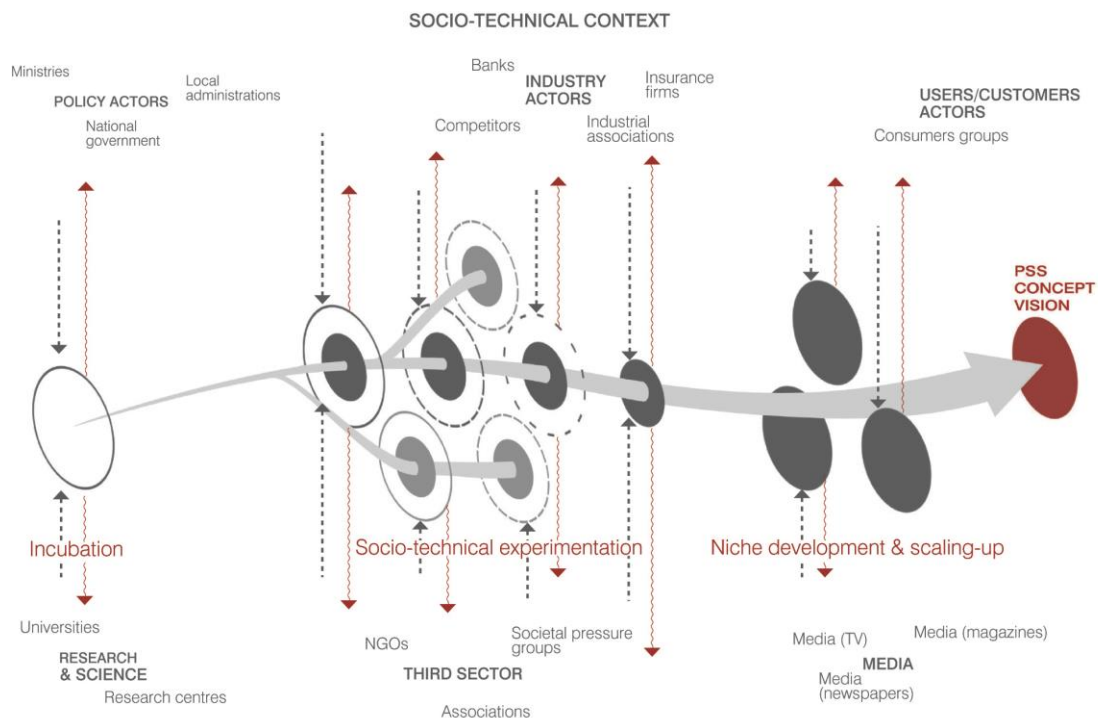 SOCIO-TECHNICAL CONTEXT
Ministries
POLICY ACTORS
National
government
Local
administrations
Banks
INDUSTRY
ACTORS
Competitors
Industrial
associations
Insurance
firms
USERS/CUSTOMERS
ACTORS
Consumers groups
PSS
CONCEPT
VISION
Incubation
Socio-technical experimentation
Niche development & scaling-up
Universities
RESEARCH
& SCIENCE
Research centres
NGOs
THIRD SECTOR
Societal pressure
groups
Associations
Media (TV)
MEDIA
Media
(newspapers)
Media (magazines)